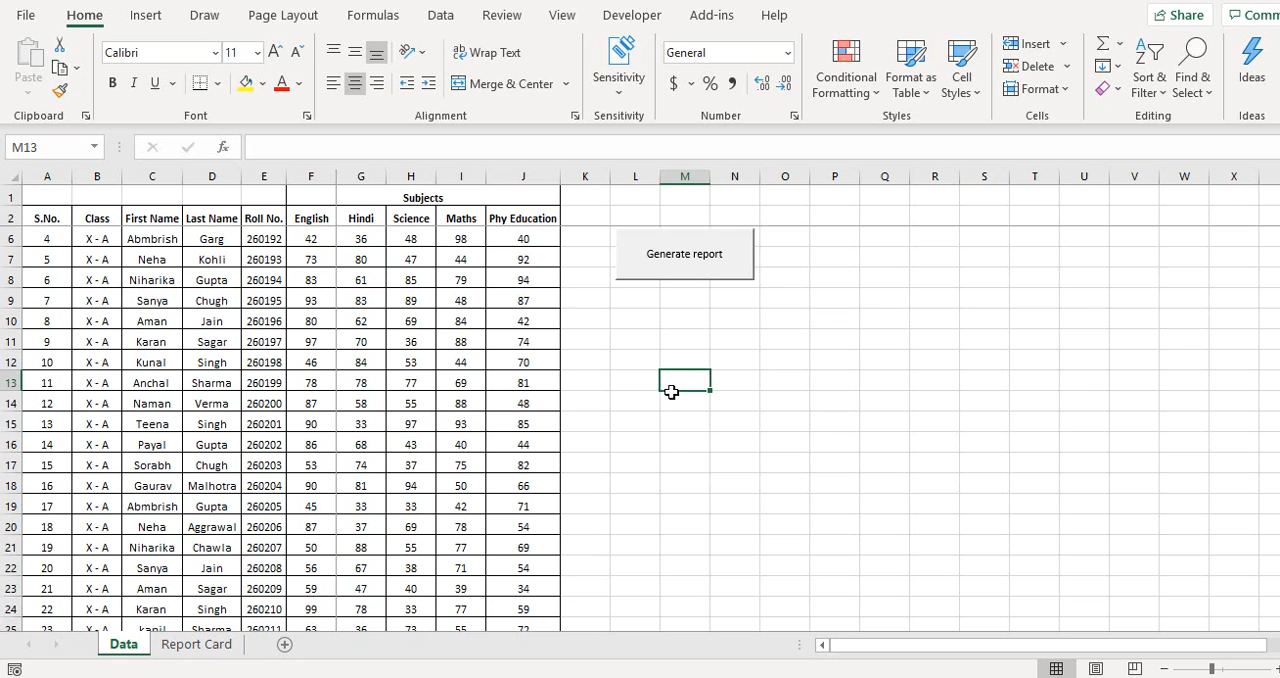 File Home Insert Draw Page Layout Formulas Data Review View Developer Add-ins Help Share Comm
Paste Calibri 11 B I U A A A Wrap Text Merge & Center Sensitivity General $ % Conditional Formatting Format as Table Cell Styles Insert Delete Format Sort & Filter Find & Select Ideas
Clipboard Font Alignment Sensitivity Number Styles Cells Editing Ideas
M13 fx
A B C D E F G H I J K L M N O P Q R S T U V W X
1 Subjects
2 S.No. Class First Name Last Name Roll No. English Hindi Science Maths Phy Education
6 4 X - A Abmbrish Garg 260192 42 36 48 98 40
Generate report
7 5 X - A Neha Kohli 260193 73 80 47 44 92
8 6 X - A Niharika Gupta 260194 83 61 85 79 94
9 7 X - A Sanya Chugh 260195 93 83 89 48 87
10 8 X - A Aman Jain 260196 80 62 69 84 42
11 9 X - A Karan Sagar 260197 97 70 36 88 74
12 10 X - A Kunal Singh 260198 46 84 53 44 70
13 11 X - A Anchal Sharma 260199 78 78 77 69 81
14 12 X - A Naman Verma 260200 87 58 55 88 48
15 13 X - A Teena Singh 260201 90 33 97 93 85
16 14 X - A Payal Gupta 260202 86 68 43 40 44
17 15 X - A Sorabh Chugh 260203 53 74 37 75 82
18 16 X - A Gaurav Malhotra 260204 90 81 94 50 66
19 17 X - A Abmbrish Gupta 260205 45 33 33 42 71
20 18 X - A Neha Aggrawal 260206 87 37 69 78 54
21 19 X - A Niharika Chawla 260207 50 88 55 77 69
22 20 X - A Sanya Jain 260208 56 67 38 71 54
23 21 X - A Aman Sagar 260209 59 47 40 39 34
24 22 X - A Karan Singh 260210 99 78 33 77 59
25 23 X - A kapil Sharma 260211 63 36 73 55 72
Data Report Card